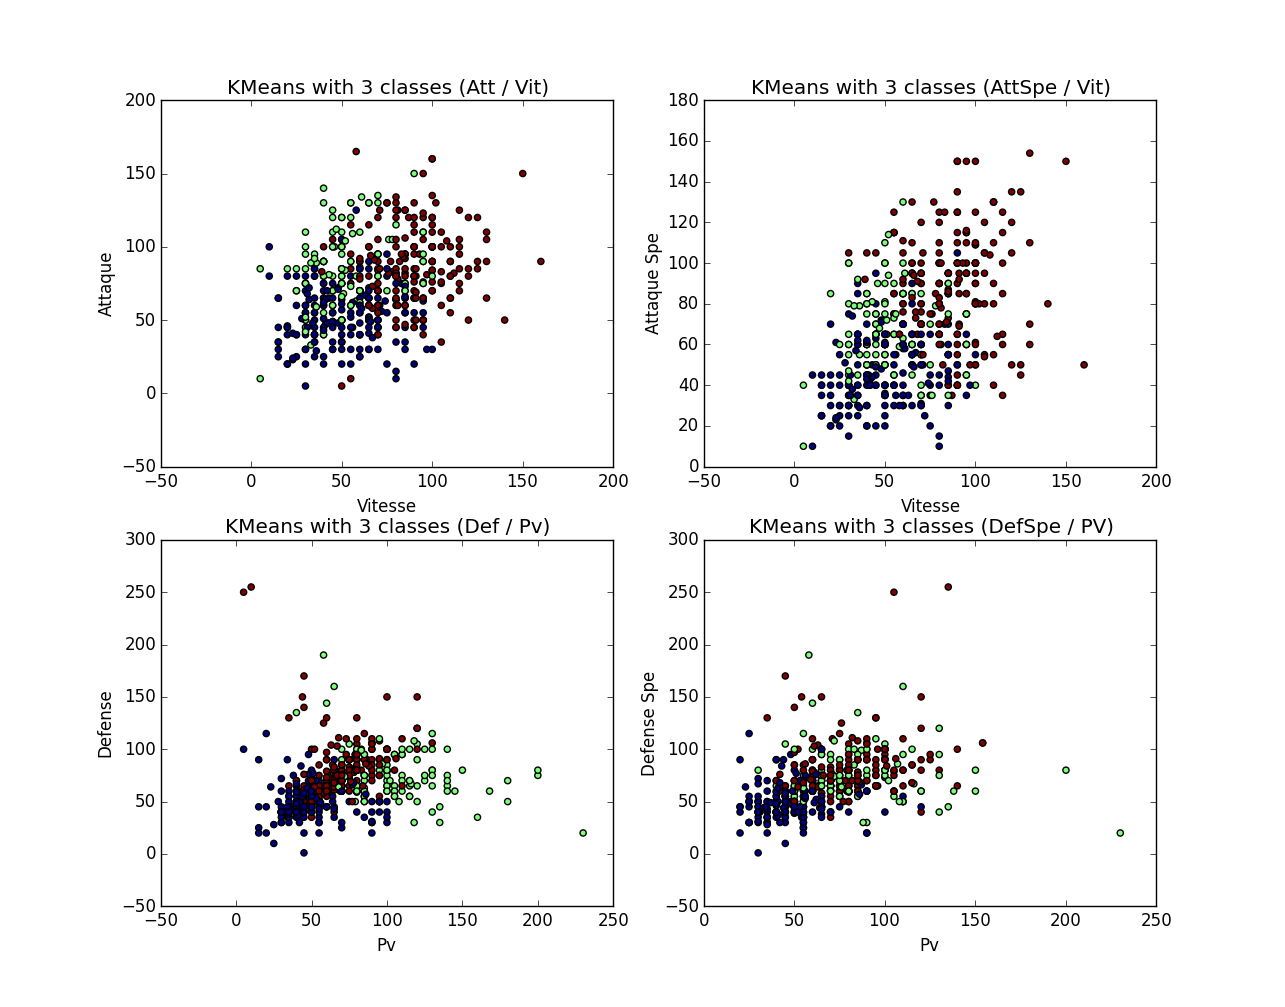 KMeans with 3 classes (Att / Vit)
200
150
100
50
0
−50
Attaque
−50 0 50 100 150 200
Vitesse
KMeans with 3 classes (AttSpe / Vit)
180
160
140
120
100
80
60
40
20
0
Attaque Spe
−50 0 50 100 150 200
Vitesse
KMeans with 3 classes (Def / Pv)
300
250
200
150
100
50
0
−50
Defense
−50 0 50 100 150 200 250
Pv
KMeans with 3 classes (DefSpe / PV)
300
250
200
150
100
50
0
−50
Defense Spe
0 50 100 150 200 250
Pv